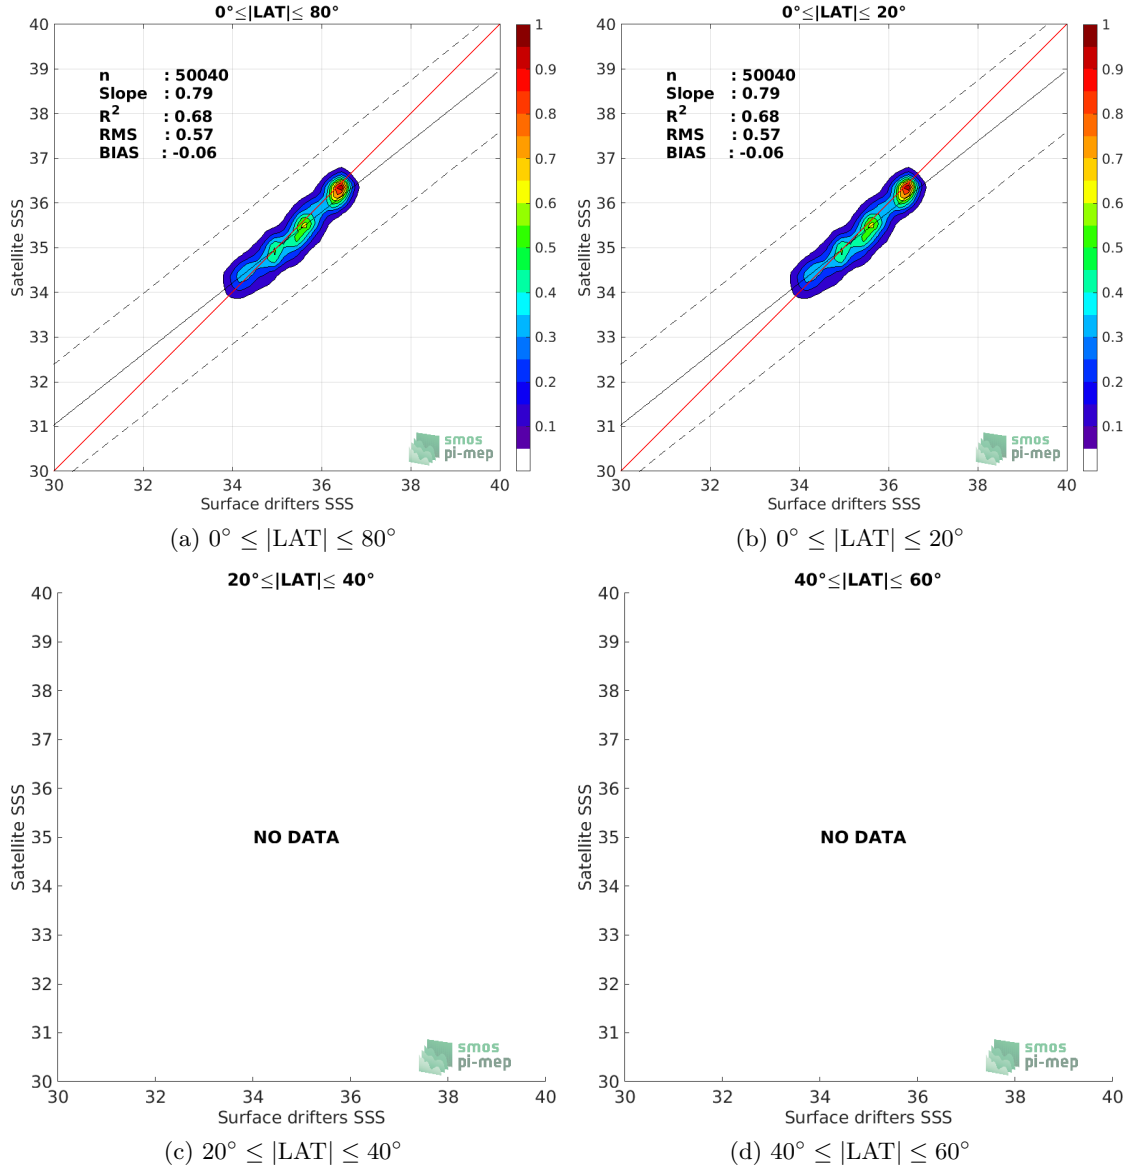 0°≤|LAT|≤ 80°
40
39
38
37
36
35
34
33
32
31
30
Satellite SSS
n : 50040
Slope : 0.79
R² : 0.68
RMS : 0.57
BIAS : -0.06
smos
pi-mep
30 32 34 36 38 40
Surface drifters SSS
1
0.9
0.8
0.7
0.6
0.5
0.4
0.3
0.2
0.1
(a) 0° ≤ |LAT| ≤ 80°
0°≤|LAT|≤ 20°
40
39
38
37
36
35
34
33
32
31
30
Satellite SSS
n : 50040
Slope : 0.79
R² : 0.68
RMS : 0.57
BIAS : -0.06
smos
pi-mep
30 32 34 36 38 40
Surface drifters SSS
1
0.9
0.8
0.7
0.6
0.5
0.4
0.3
0.2
0.1
(b) 0° ≤ |LAT| ≤ 20°
20°≤|LAT|≤ 40°
40
39
38
37
36
35
34
33
32
31
30
Satellite SSS
NO DATA
smos
pi-mep
30 32 34 36 38 40
Surface drifters SSS
(c) 20° ≤ |LAT| ≤ 40°
40°≤|LAT|≤ 60°
40
39
38
37
36
35
34
33
32
31
30
Satellite SSS
NO DATA
smos
pi-mep
30 32 34 36 38 40
Surface drifters SSS
(d) 40° ≤ |LAT| ≤ 60°